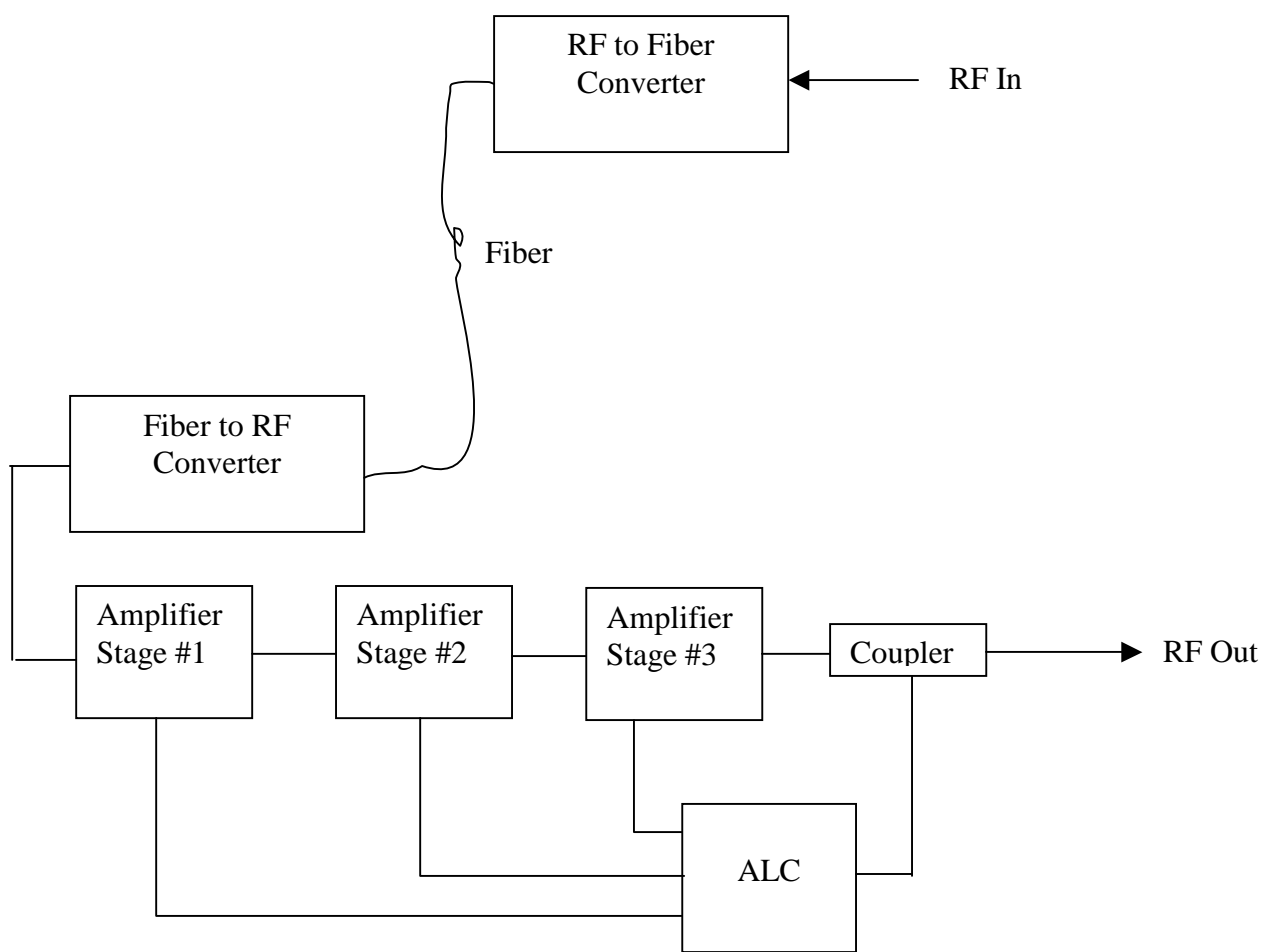 RF to Fiber
Converter
RF In
Fiber
Fiber to RF
Converter
Amplifier
Stage #1
Amplifier
Stage #2
Amplifier
Stage #3
Coupler
RF Out
ALC